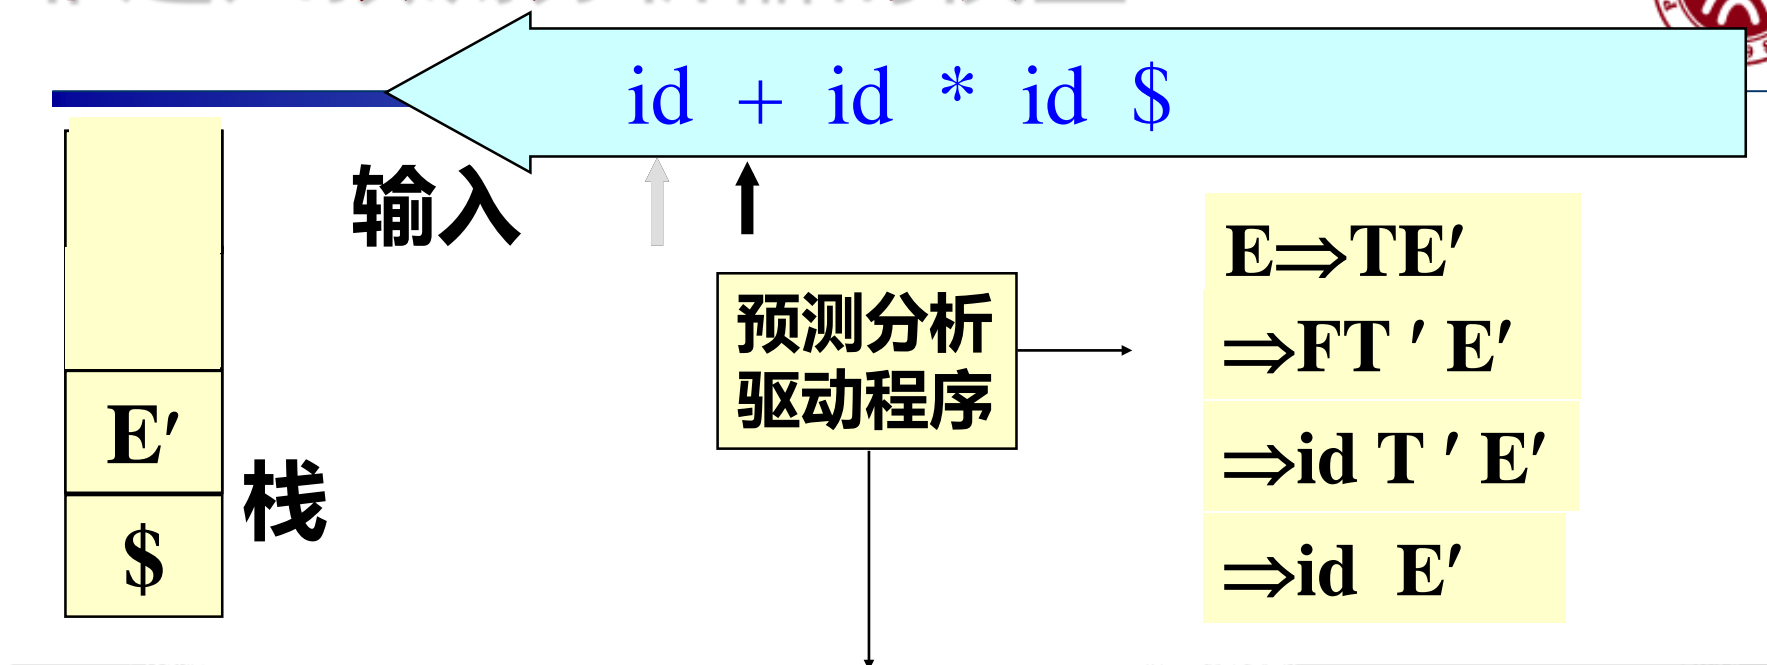 id + id * id $
输入
E⇒TE′
预测分析
驱动程序
⇒FT ′ E′
E′
栈
⇒id T ′ E′
$
⇒id E′